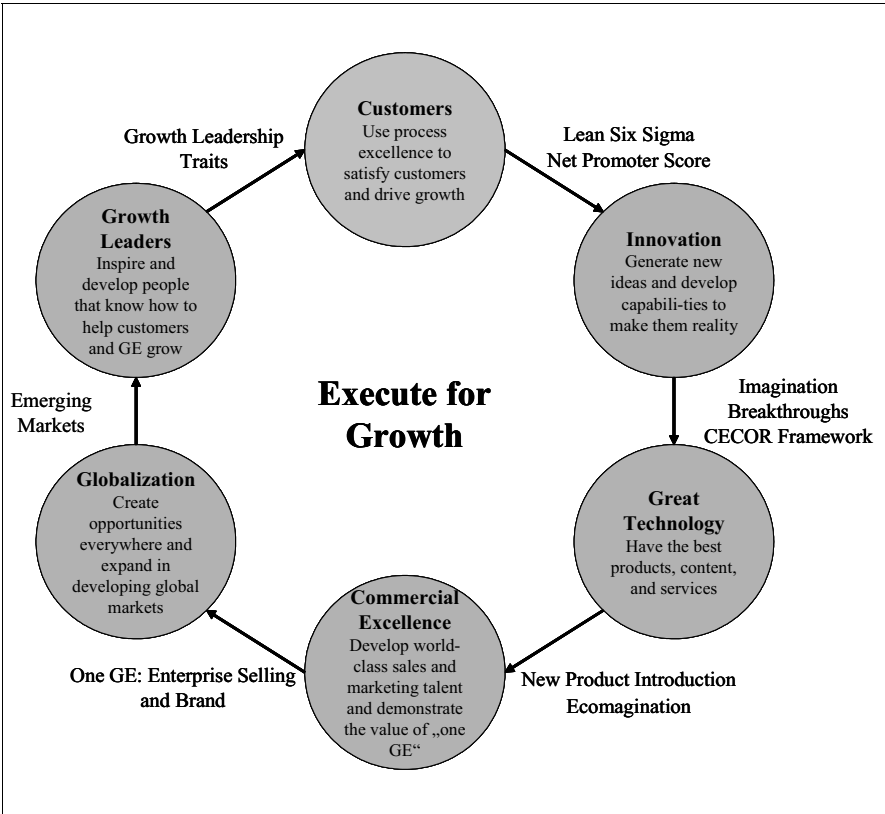 Customers
Use process
excellence to
satisfy customers
and drive growth
Lean Six Sigma
Net Promoter Score
Innovation
Generate new
ideas and develop
capabili-ties to
make them reality
Imagination
Breakthroughs
CECOR Framework
Great
Technology
Have the best
products, content,
and services
New Product Introduction
Ecomagination
Commercial
Excellence
Develop world-
class sales and
marketing talent
and demonstrate
the value of „one
GE“
One GE: Enterprise Selling
and Brand
Globalization
Create
opportunities
everywhere and
expand in
developing global
markets
Emerging
Markets
Growth
Leaders
Inspire and
develop people
that know how to
help customers
and GE grow
Growth Leadership
Traits
Execute for
Growth